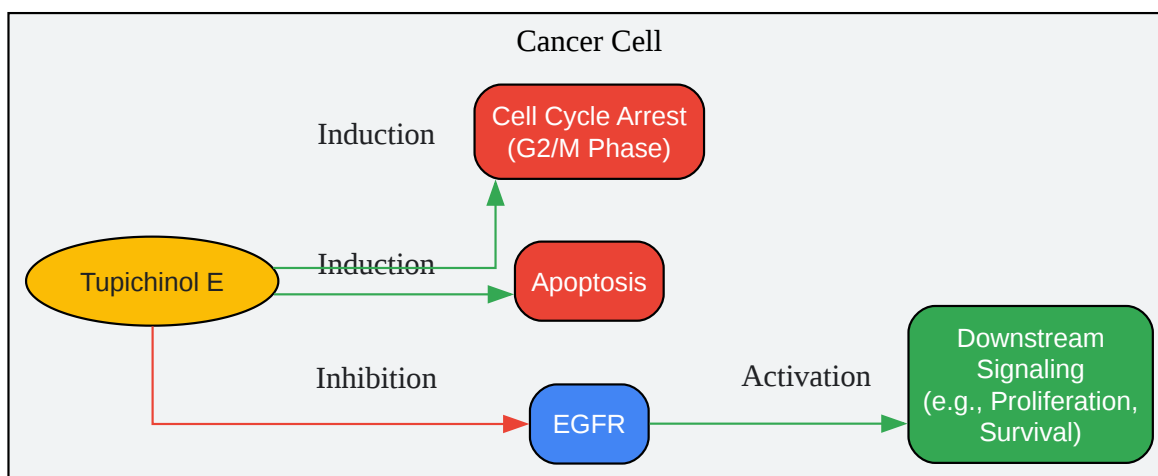 Cancer Cell
Induction
Cell Cycle Arrest
(G2/M Phase)
Tupichinol E
Induction
Apoptosis
Inhibition
EGFR
Activation
Downstream
Signaling
(e.g., Proliferation,
Survival)